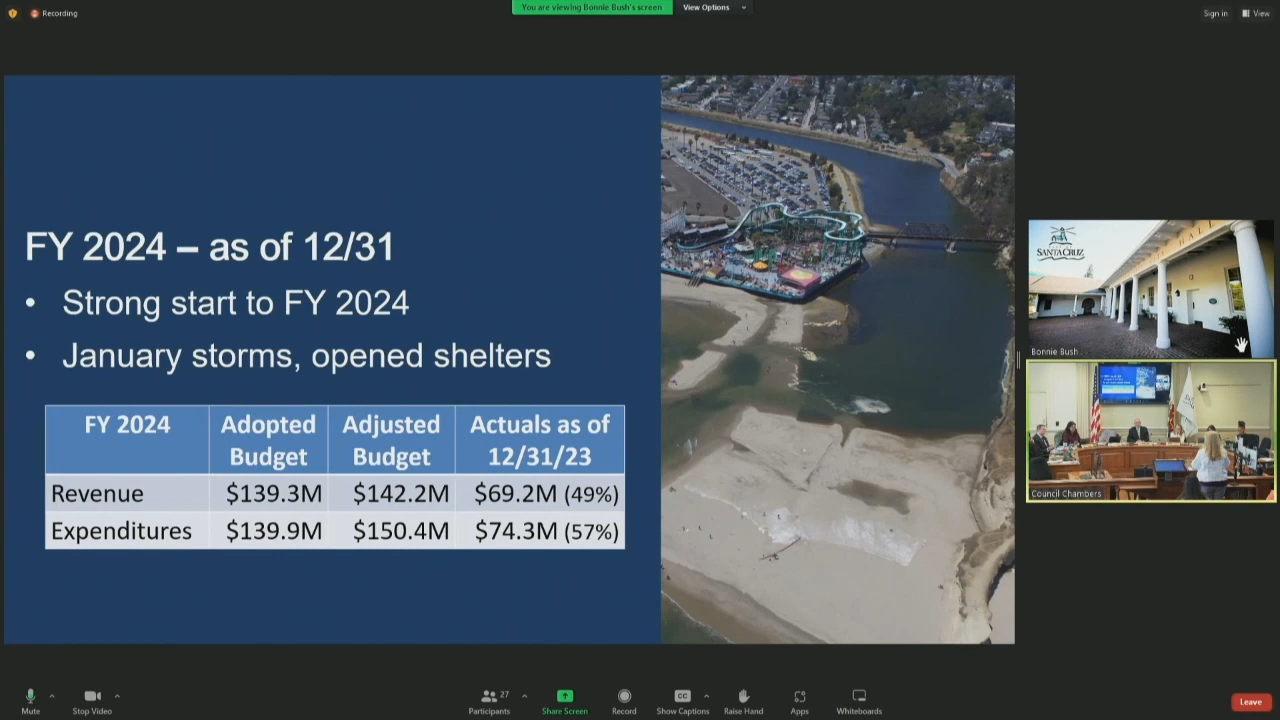 Recording
You are viewing Bonnie Bush's screen
View Options
Sign in
View
FY 2024 – as of 12/31
• Strong start to FY 2024
• January storms, opened shelters
FY 2024
Adopted
Budget
Adjusted
Budget
Actuals as of
12/31/23
Revenue $139.3M $142.2M $69.2M (49%)
Expenditures $139.9M $150.4M $74.3M (57%)
SANTA CRUZ
Bonnie Bush
Council Chambers
Mute
Stop Video
27
Participants
Share Screen
Record
CC
Show Captions
Raise Hand
Apps
Whiteboards
Leave